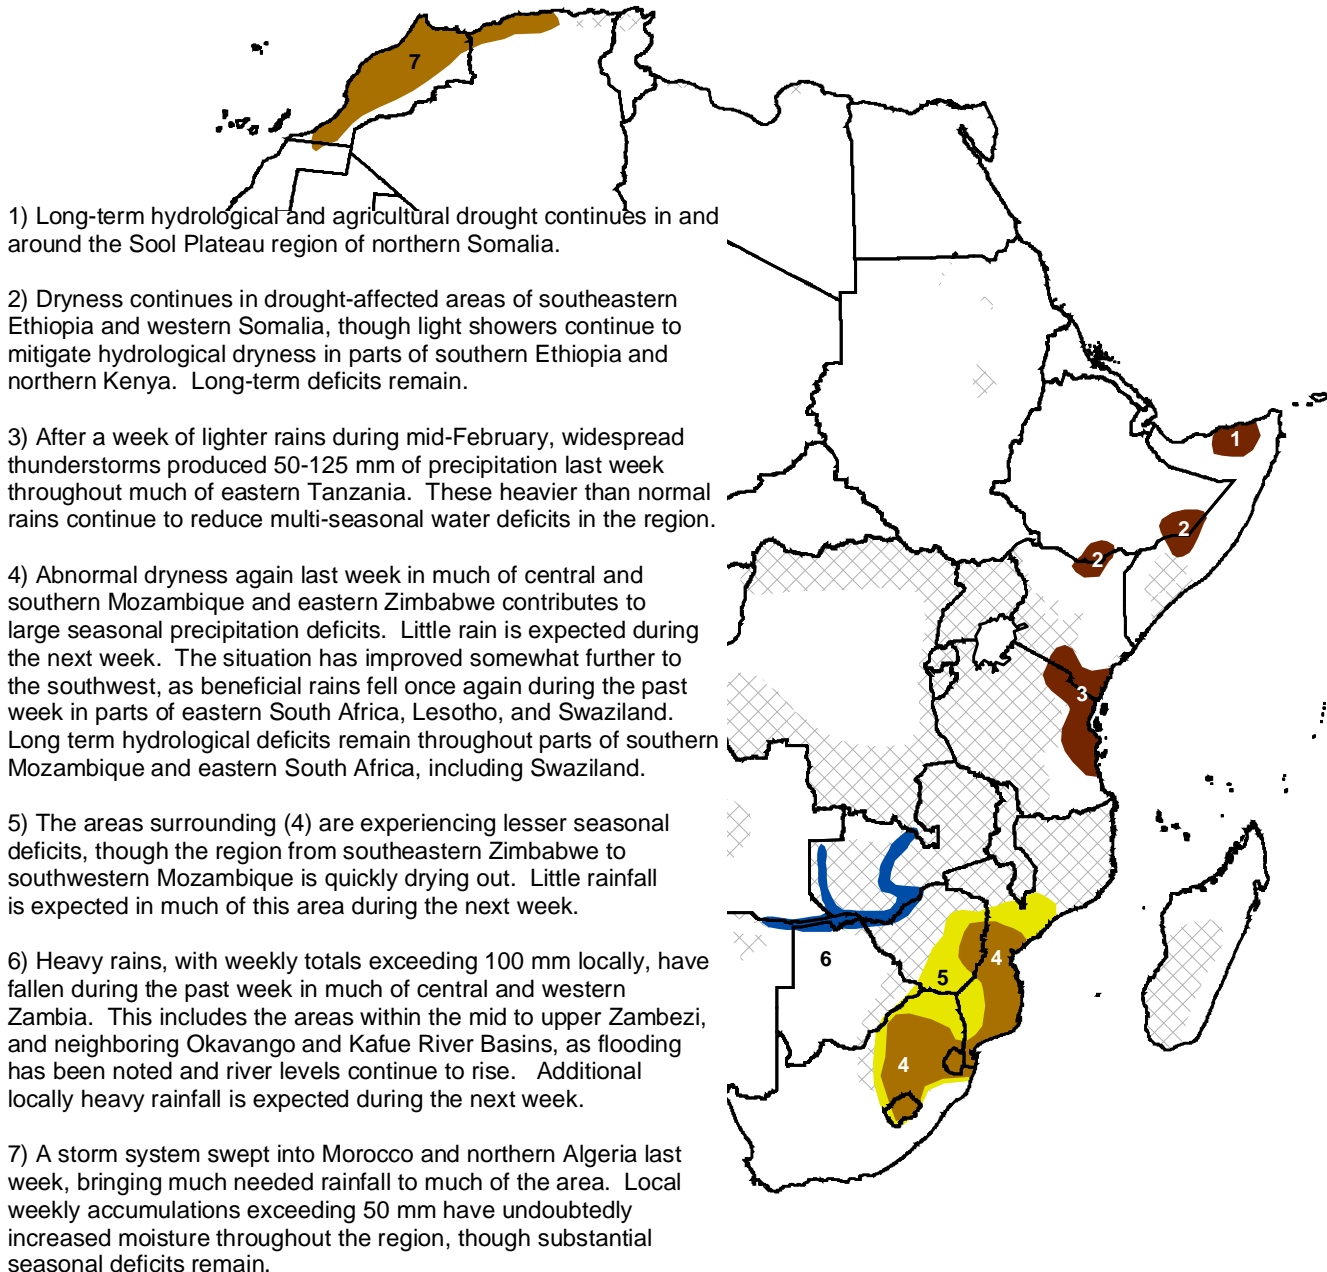 7
1) Long-term hydrological and agricultural drought continues in and
around the Sool Plateau region of northern Somalia.
2) Dryness continues in drought-affected areas of southeastern
Ethiopia and western Somalia, though light showers continue to
mitigate hydrological dryness in parts of southern Ethiopia and
northern Kenya.  Long-term deficits remain.
3) After a week of lighter rains during mid-February, widespread
thunderstorms produced 50-125 mm of precipitation last week
throughout much of eastern Tanzania.  These heavier than normal
rains continue to reduce multi-seasonal water deficits in the region.
4) Abnormal dryness again last week in much of central and
southern Mozambique and eastern Zimbabwe contributes to
large seasonal precipitation deficits.  Little rain is expected during
the next week.  The situation has improved somewhat further to
the southwest, as beneficial rains fell once again during the past
week in parts of eastern South Africa, Lesotho, and Swaziland.
Long term hydrological deficits remain throughout parts of southern
Mozambique and eastern South Africa, including Swaziland.
5) The areas surrounding (4) are experiencing lesser seasonal
deficits, though the region from southeastern Zimbabwe to
southwestern Mozambique is quickly drying out.  Little rainfall
is expected in much of this area during the next week.
6) Heavy rains, with weekly totals exceeding 100 mm locally, have
fallen during the past week in much of central and western
Zambia.  This includes the areas within the mid to upper Zambezi,
and neighboring Okavango and Kafue River Basins, as flooding
has been noted and river levels continue to rise.   Additional
locally heavy rainfall is expected during the next week.
7) A storm system swept into Morocco and northern Algeria last
week, bringing much needed rainfall to much of the area.  Local
weekly accumulations exceeding 50 mm have undoubtedly
increased moisture throughout the region, though substantial
seasonal deficits remain.
1
2
2
3
4
6
5
4